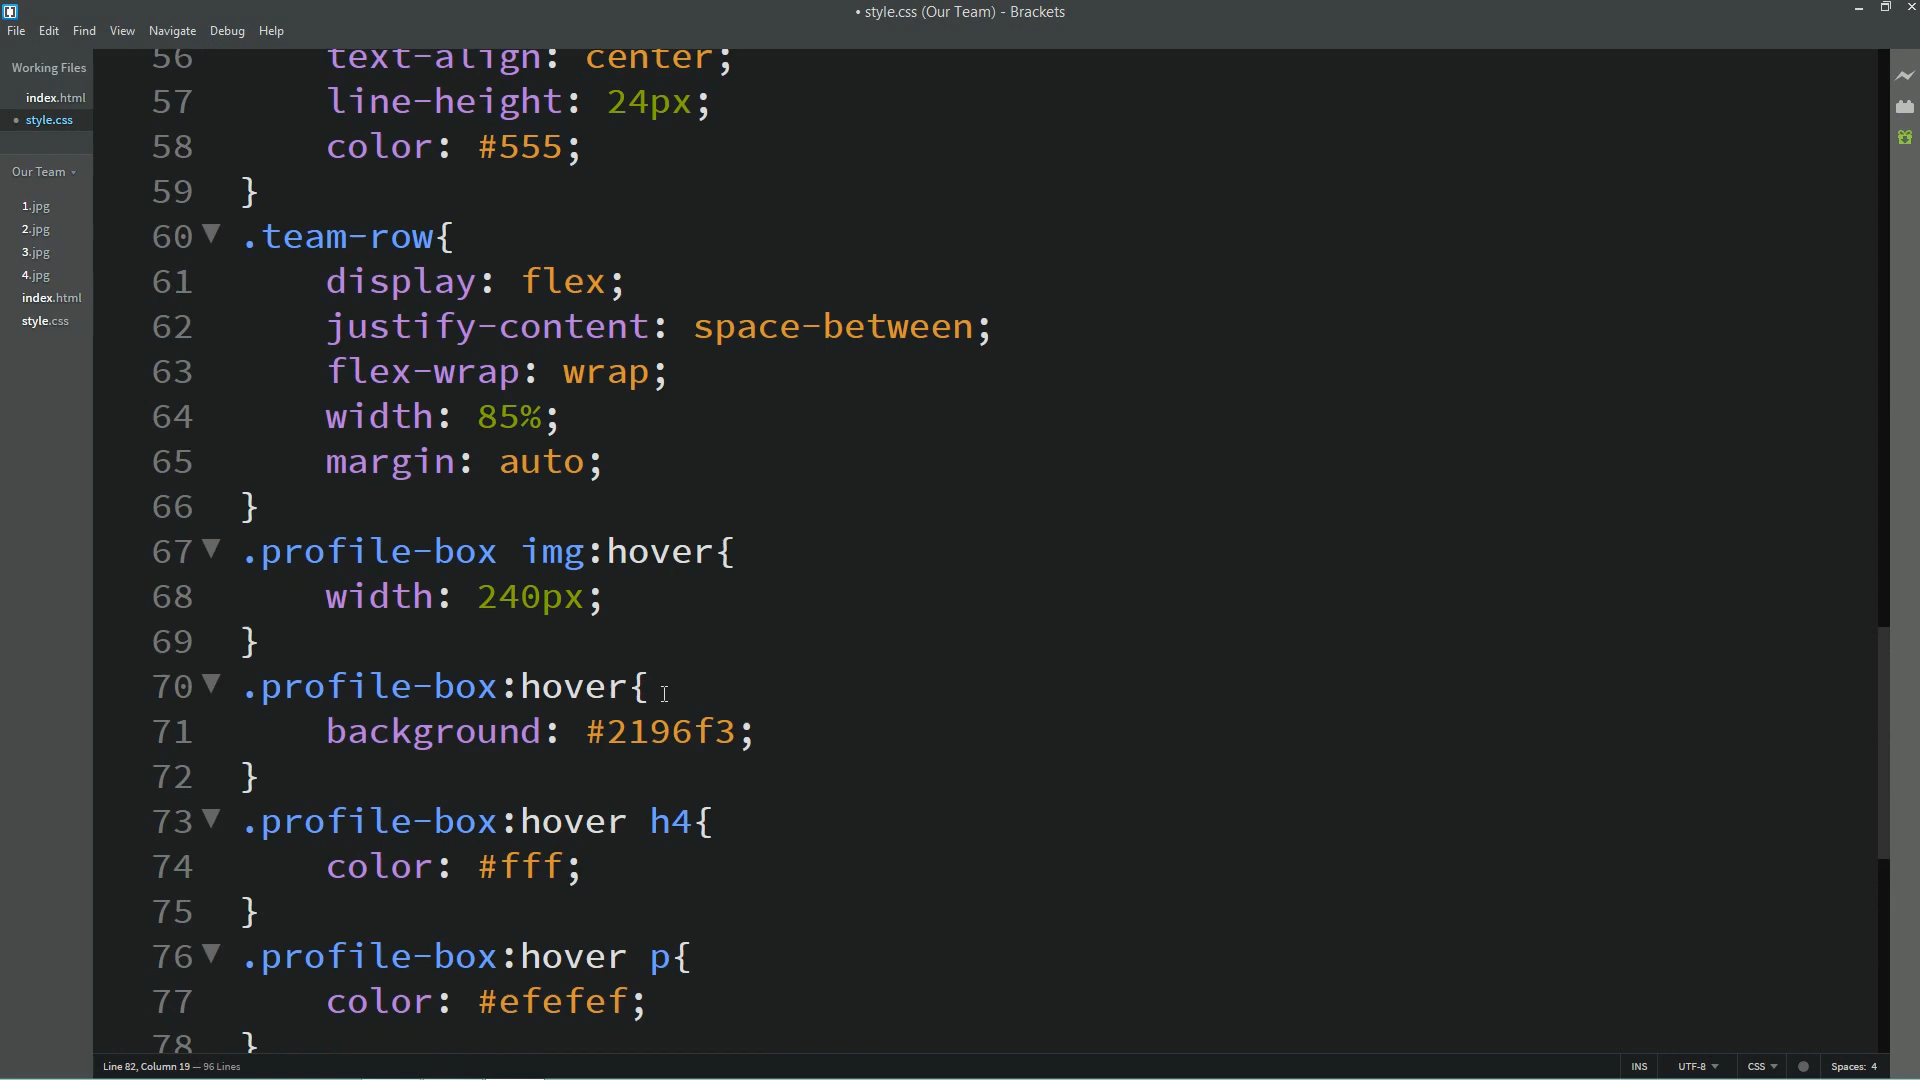 • style.css (Our Team) - Brackets
File Edit Find View Navigate Debug Help
Working Files
index.html
• style.css
Our Team
1.jpg
2.jpg
3.jpg
4.jpg
index.html
style.css
56 text-align: center;
57 line-height: 24px;
58 color: #555;
59 }
60 .team-row{
61 display: flex;
62 justify-content: space-between;
63 flex-wrap: wrap;
64 width: 85%;
65 margin: auto;
66 }
67 .profile-box img:hover{
68 width: 240px;
69 }
70 .profile-box:hover{
71 background: #2196f3;
72 }
73 .profile-box:hover h4{
74 color: #fff;
75 }
76 .profile-box:hover p{
77 color: #efefef;
78 }
Line 82, Column 19 — 96 Lines
INS UTF-8 CSS Spaces: 4